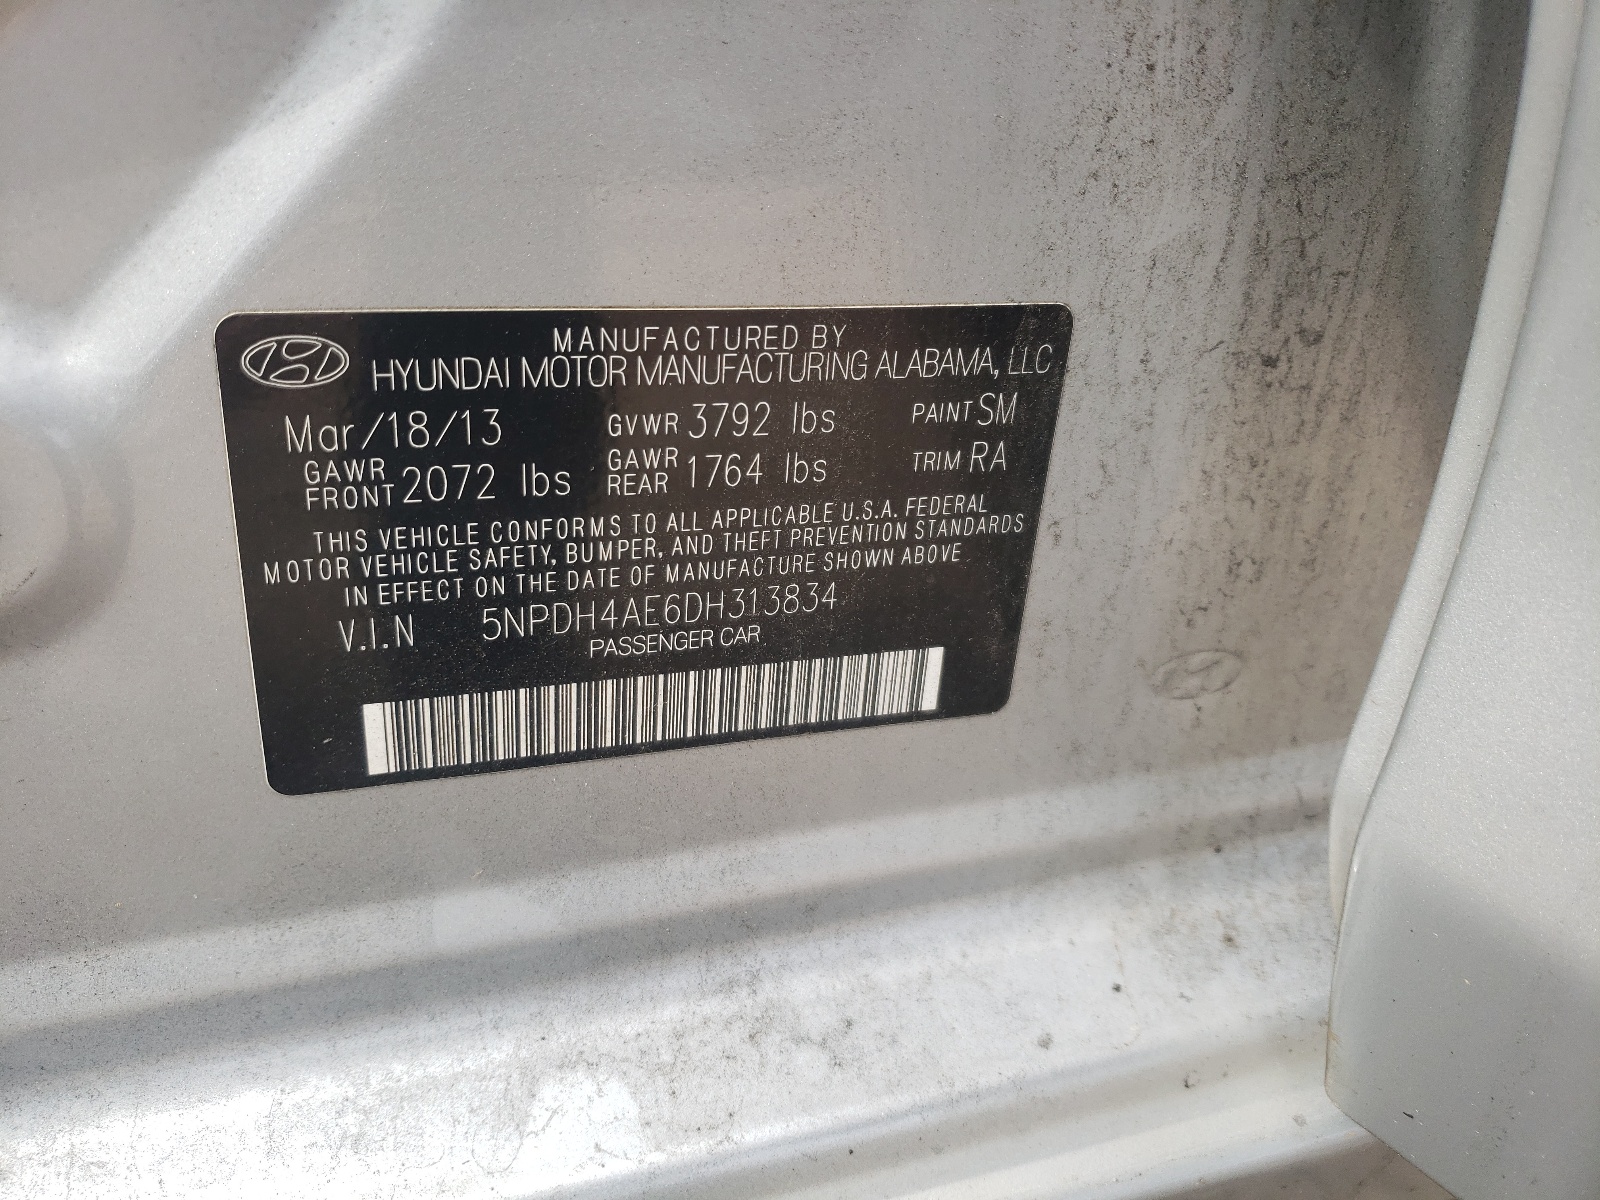 MANUFACTURED BY
HYUNDAI MOTOR MANUFACTURING ALABAMA, LLC
Mar/18/13 GVWR 3792 lbs PAINT SM
GAWR FRONT 2072 lbs GAWR REAR 1764 lbs TRIM RA
THIS VEHICLE CONFORMS TO ALL APPLICABLE U.S.A. FEDERAL
MOTOR VEHICLE SAFETY, BUMPER, AND THEFT PREVENTION STANDARDS
IN EFFECT ON THE DATE OF MANUFACTURE SHOWN ABOVE
V.I.N 5NPDH4AE6DH313834
PASSENGER CAR